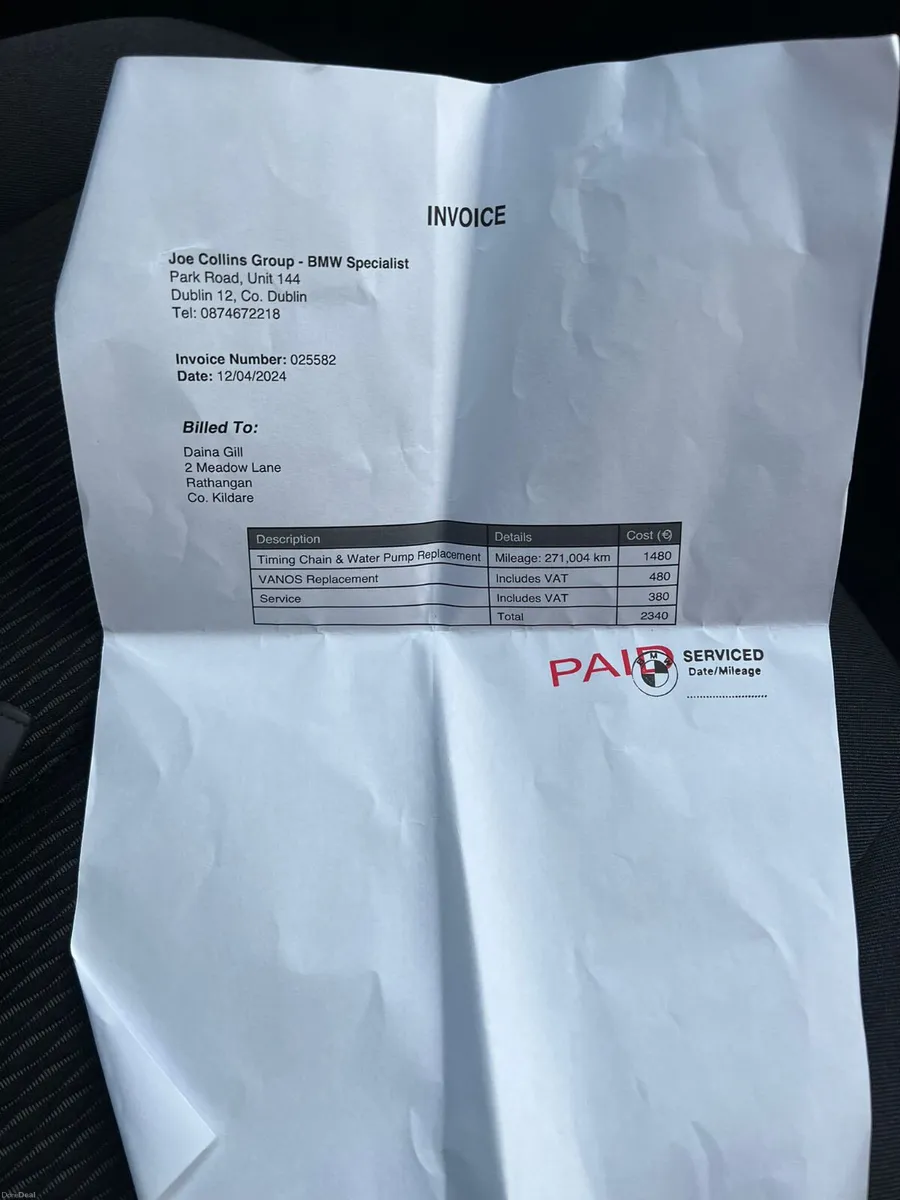 INVOICE
Joe Collins Group - BMW Specialist
Park Road, Unit 144
Dublin 12, Co. Dublin
Tel: 0874672218
Invoice Number: 025582
Date: 12/04/2024
Billed To:
Daina Gill
2 Meadow Lane
Rathangan
Co. Kildare
Description Details Cost (€)
Timing Chain & Water Pump Replacement Mileage: 271,004 km 1480
VANOS Replacement Includes VAT 480
Service Includes VAT 380
Total 2340
PAID BMW SERVICED
Date/Mileage
DoneDeal